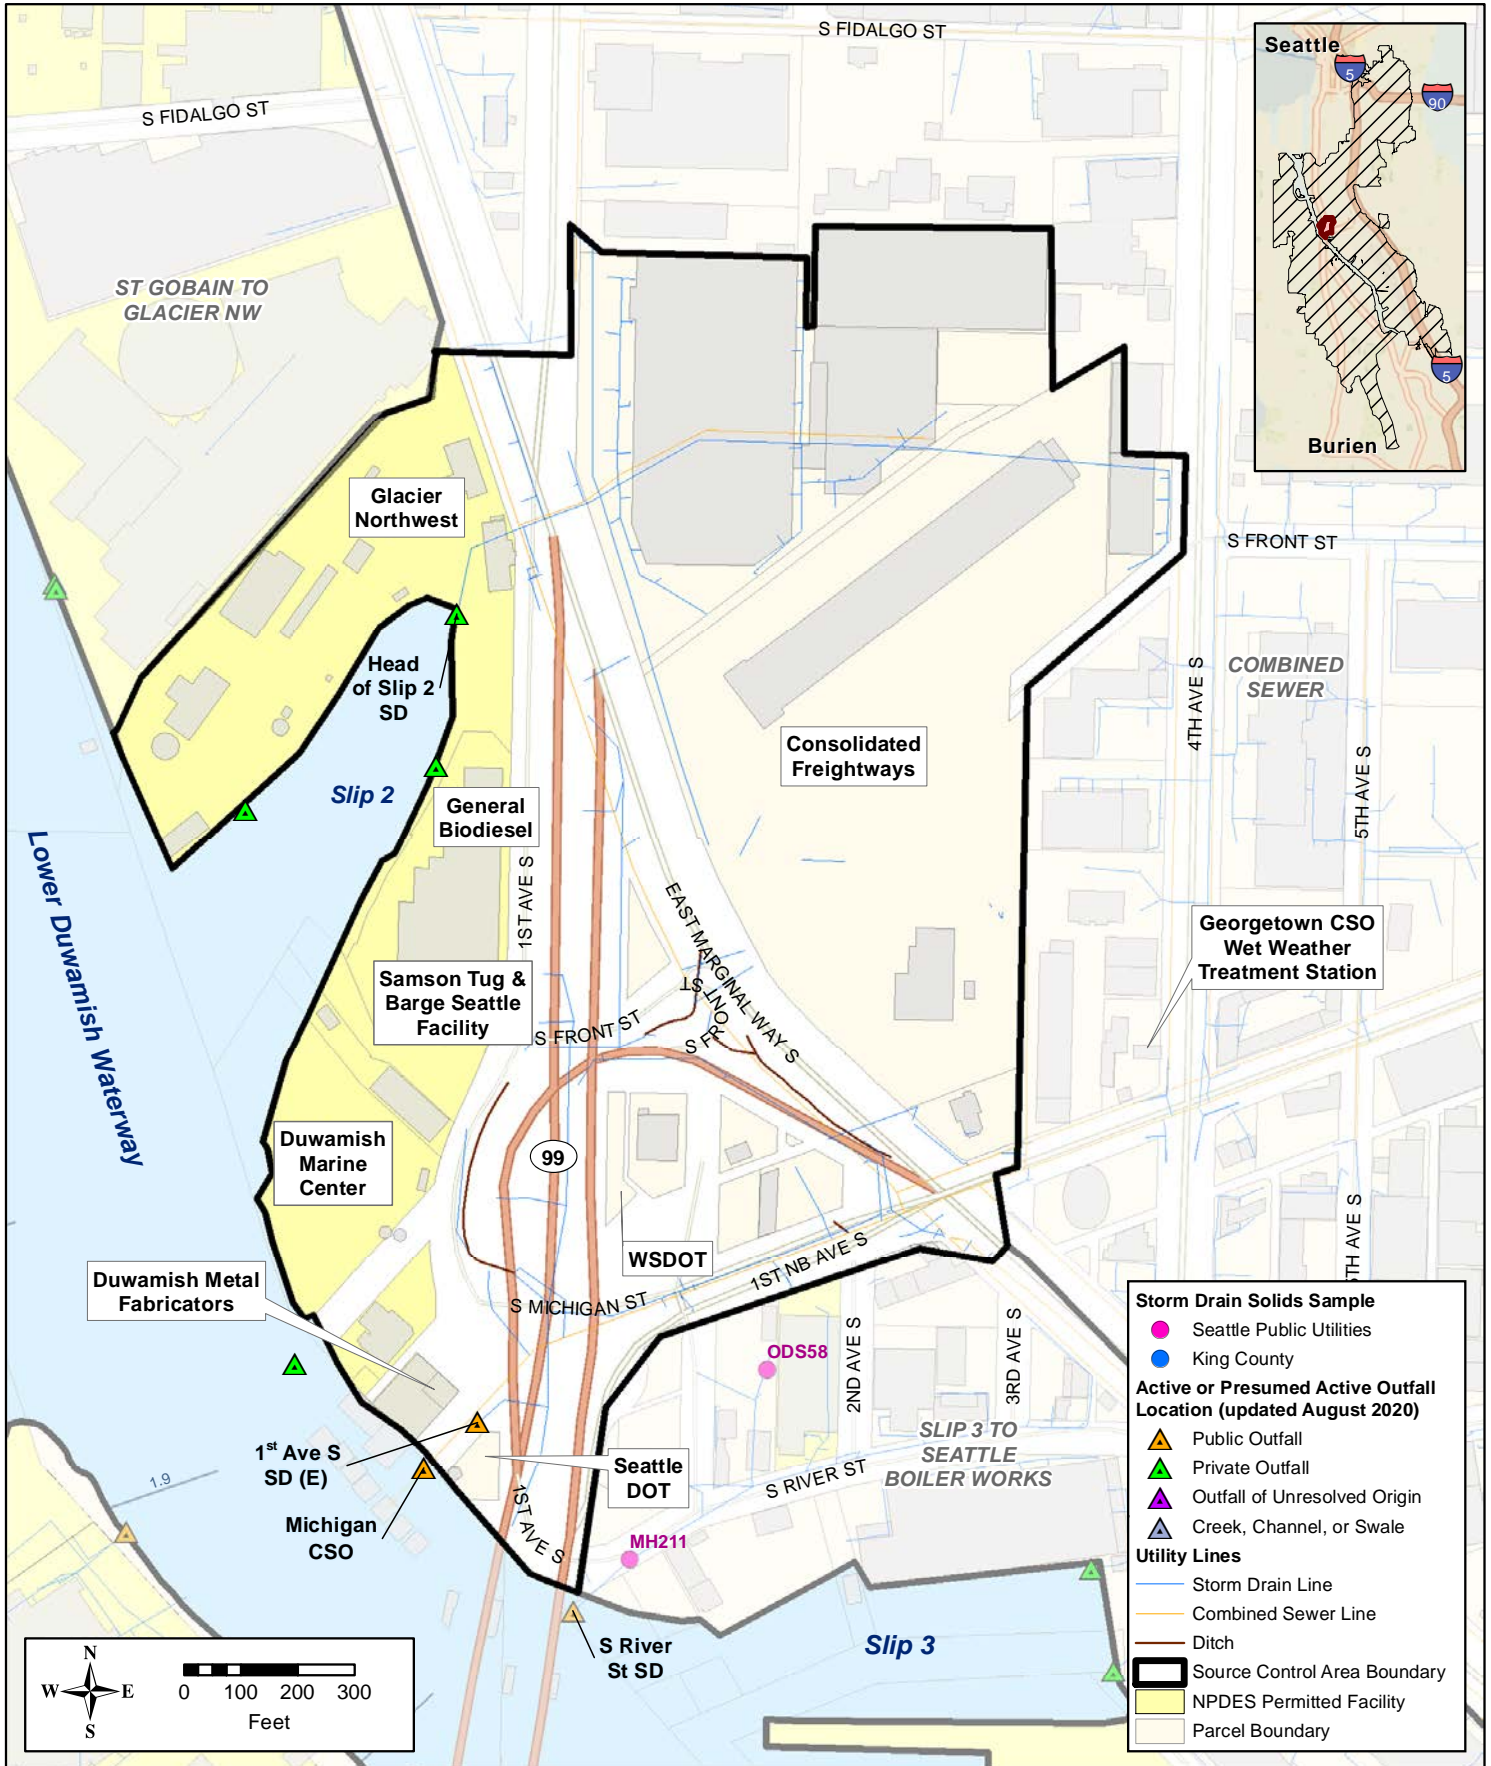 S FIDALGO ST
S FIDALGO ST
Seattle
5
90
5
Burien
ST GOBAIN TO
GLACIER NW
Glacier
Northwest
S FRONT ST
Head
of Slip 2
SD
4TH AVE S
COMBINED
SEWER
Consolidated
Freightways
Slip 2
General
Biodiesel
5TH AVE S
Lower Duwamish Waterway
1ST AVE S
EAST MARGINAL WAY S
Georgetown CSO
Wet Weather
Treatment Station
Samson Tug &
Barge Seattle
Facility
S FRONT ST
S FRONT ST
Duwamish
Marine
Center
99
WSDOT
1ST NB AVE S
5TH AVE S
Duwamish Metal
Fabricators
S MICHIGAN ST
ODS58
2ND AVE S
3RD AVE S
1st Ave S
SD (E)
Seattle
DOT
SLIP 3 TO
SEATTLE
BOILER WORKS
S RIVER ST
1.9
Michigan
CSO
1ST AVE S
MH211
S River
St SD
Slip 3
N
W E
S
0 100 200 300
Feet
Storm Drain Solids Sample
Seattle Public Utilities
King County
Active or Presumed Active Outfall
Location (updated August 2020)
Public Outfall
Private Outfall
Outfall of Unresolved Origin
Creek, Channel, or Swale
Utility Lines
Storm Drain Line
Combined Sewer Line
Ditch
Source Control Area Boundary
NPDES Permitted Facility
Parcel Boundary